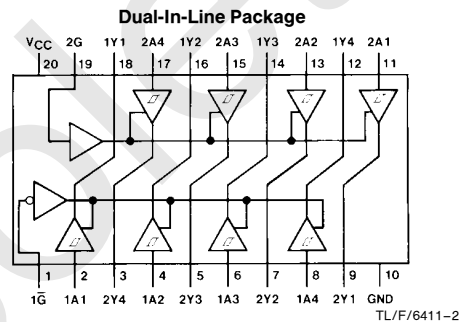 Dual-In-Line Package
VCC 2G 1Y1 2A4 1Y2 2A3 1Y3 2A2 1Y4 2A1
20 19 18 17 16 15 14 13 12 11
1 2 3 4 5 6 7 8 9 10
1G̅ 1A1 2Y4 1A2 2Y3 1A3 2Y2 1A4 2Y1 GND
TL/F/6411–2